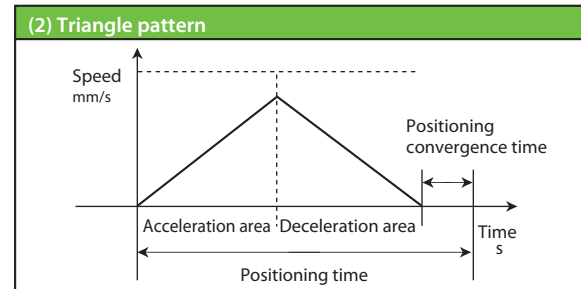 (2) Triangle pattern
Speed
mm/s
Positioning
convergence time
Acceleration area
Deceleration area
Time
s
Positioning time